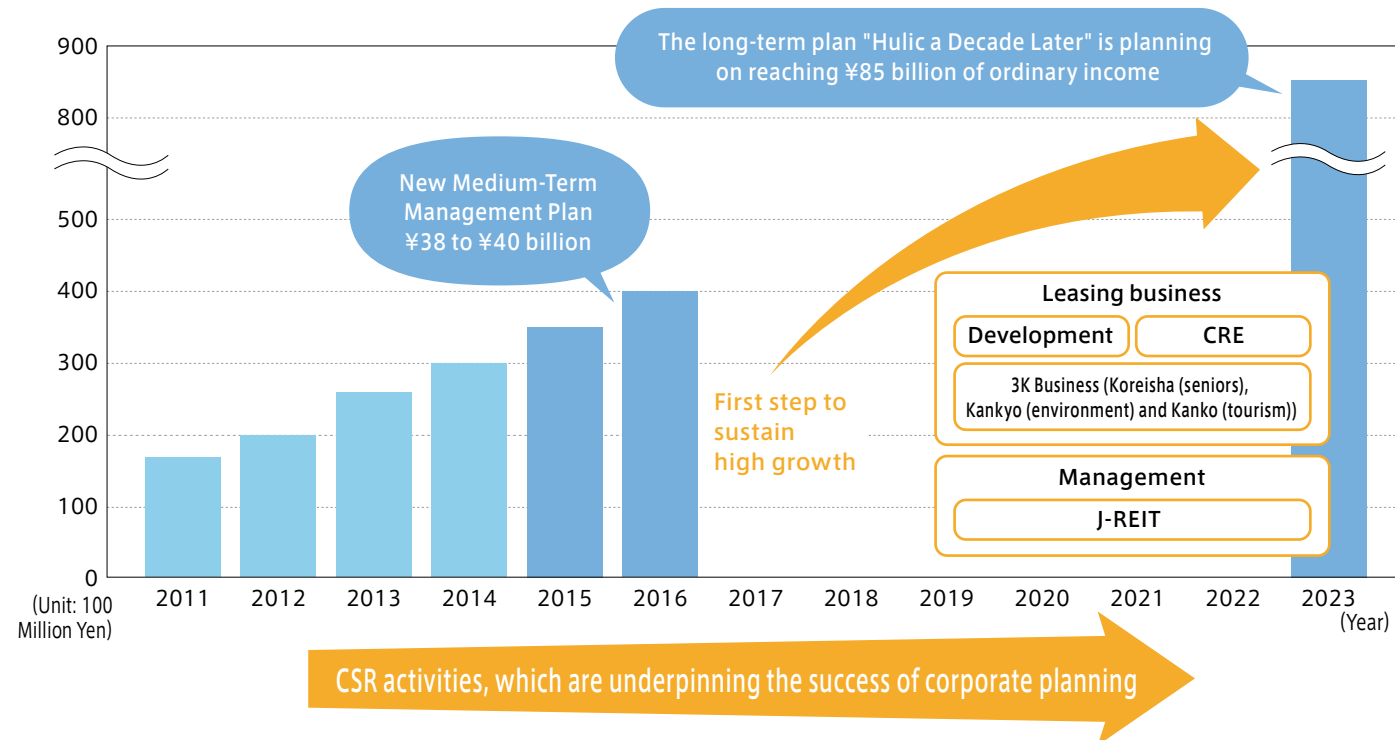 900
The long-term plan "Hulic a Decade Later" is planning
on reaching ¥85 billion of ordinary income
800
New Medium-Term
Management Plan
¥38 to ¥40 billion
500
400
Leasing business
Development
CRE
300
3K Business (Koreisha (seniors),
Kankyo (environment) and Kanko (tourism))
First step to
sustain
high growth
200
Management
100
J-REIT
0
(Unit: 100
Million Yen)
2011
2012
2013
2014
2015
2016
2017
2018
2019
2020
2021
2022
2023
(Year)
CSR activities, which are underpinning the success of corporate planning